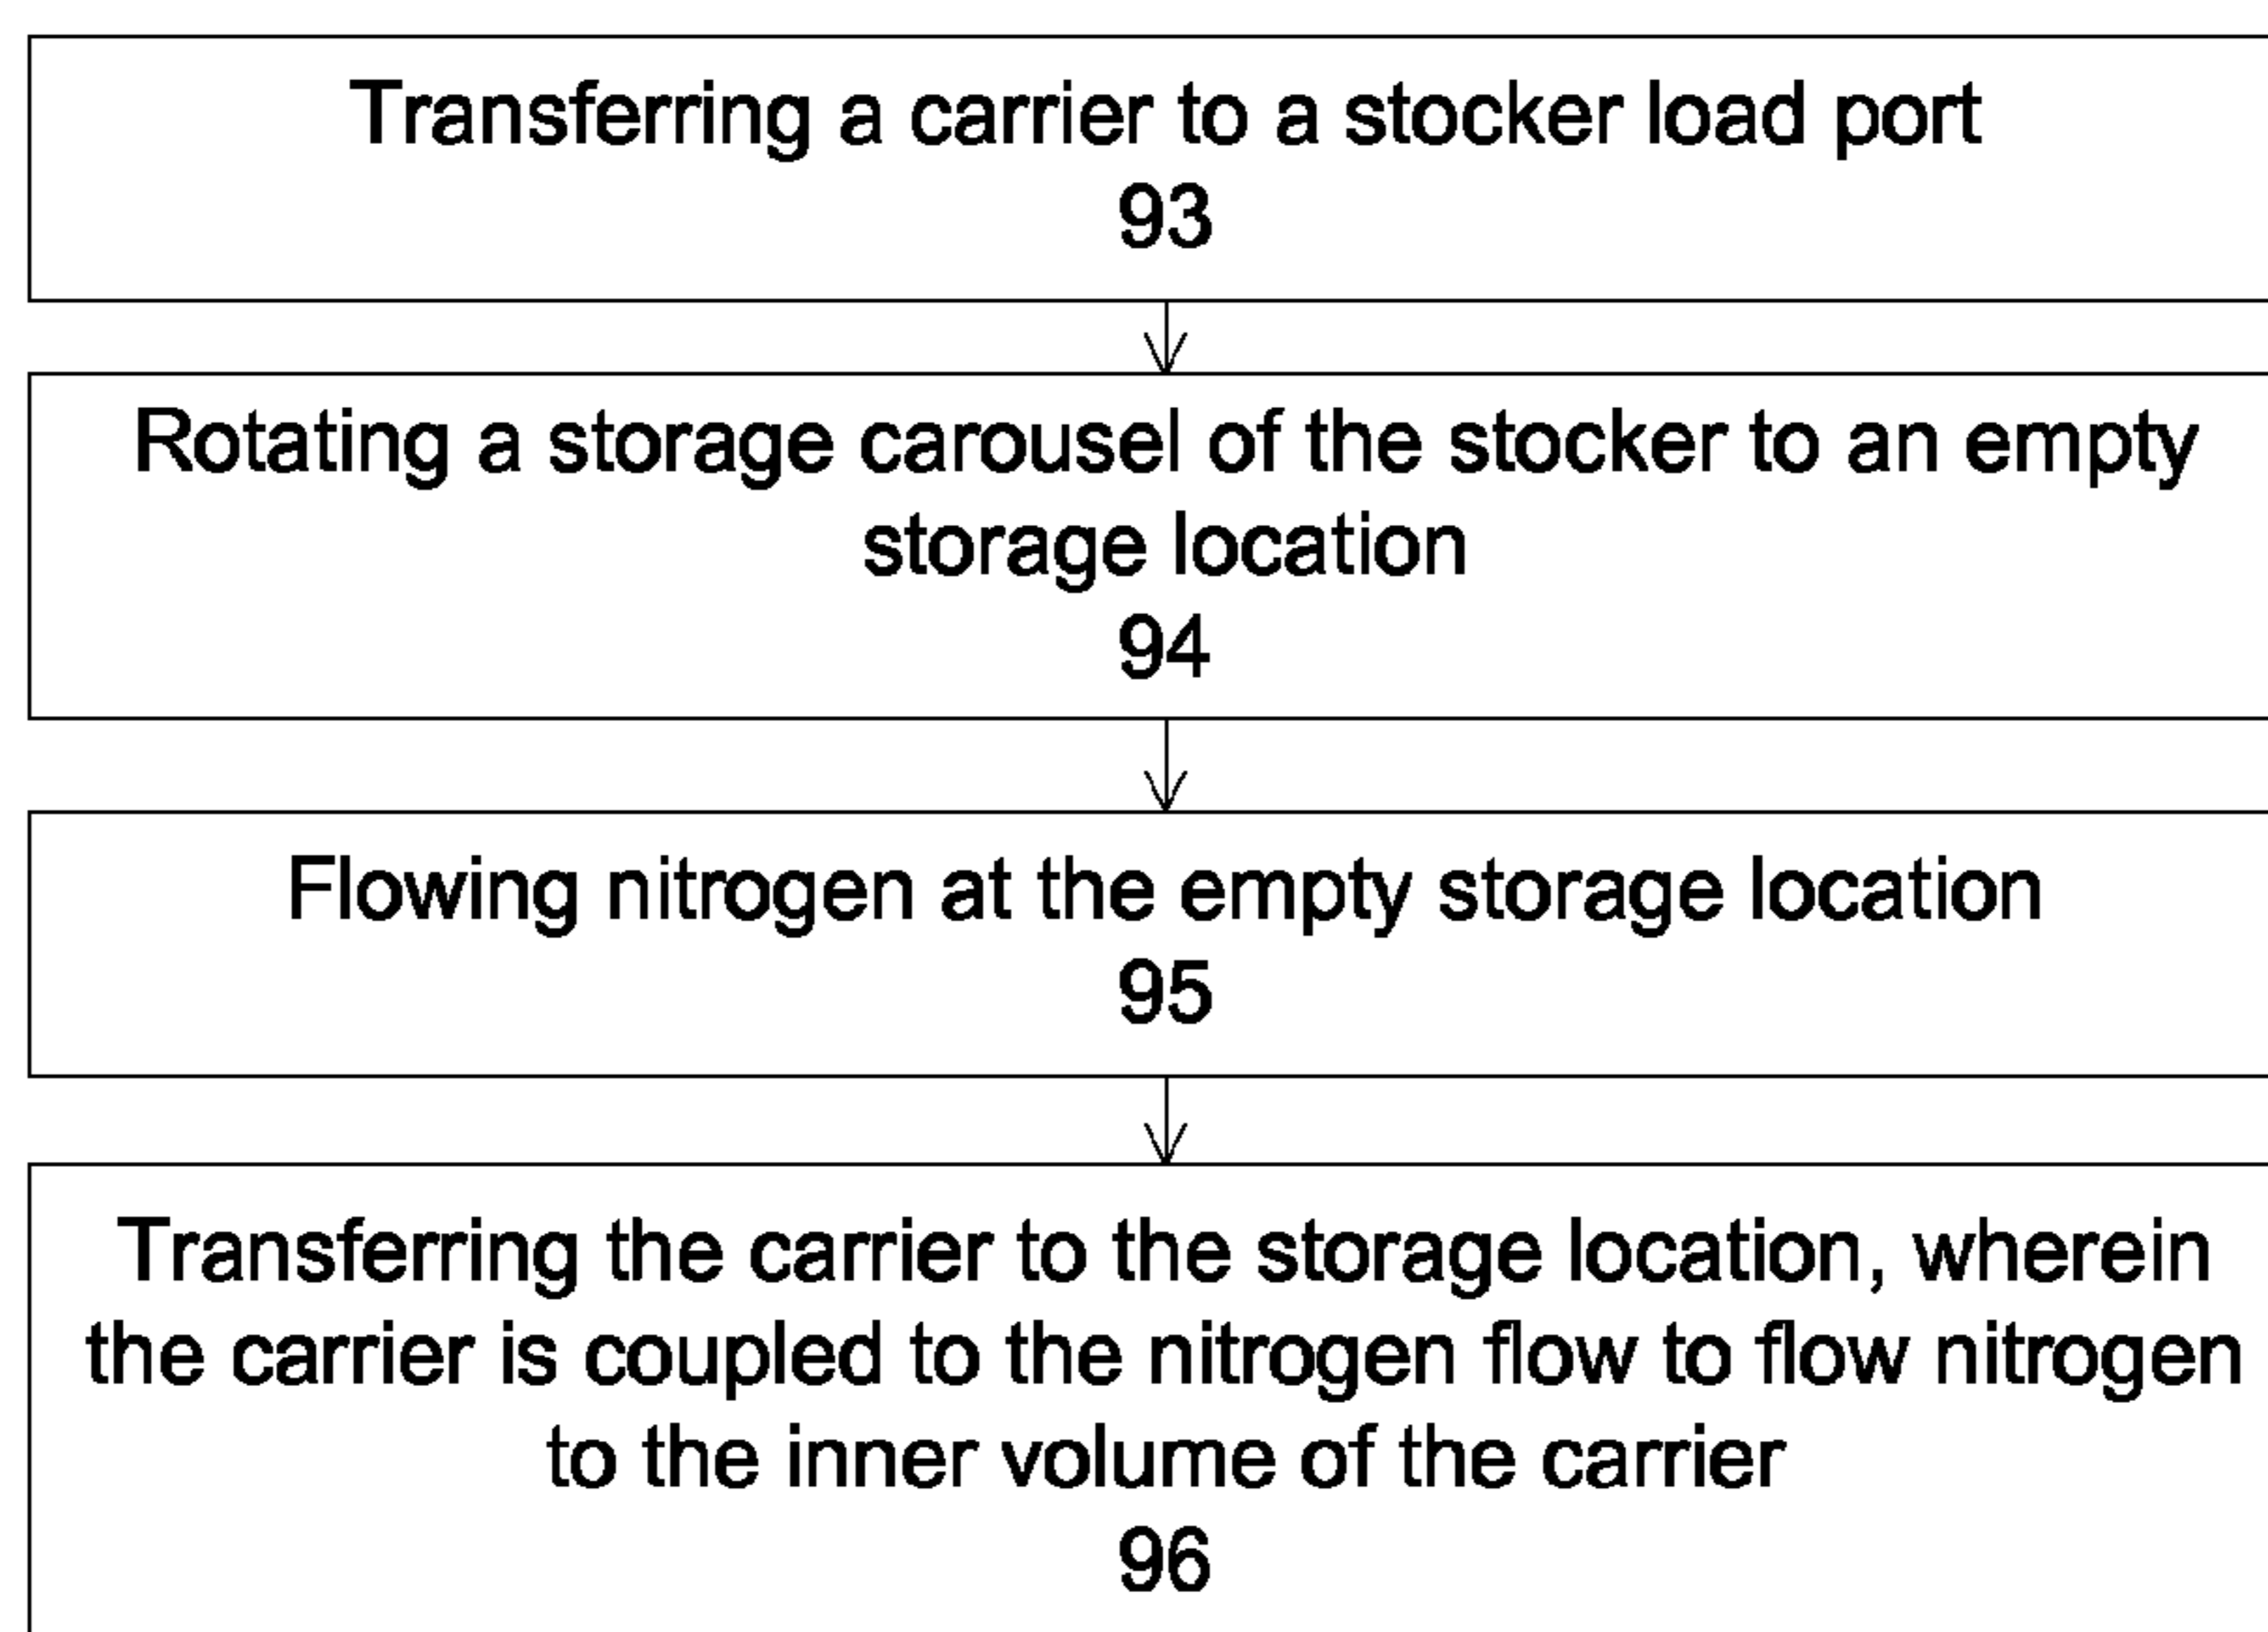 Transferring a carrier to a stocker load port
93
Rotating a storage carousel of the stocker to an empty
storage location
94
Flowing nitrogen at the empty storage location
95
Transferring the carrier to the storage location, wherein
the carrier is coupled to the nitrogen flow to flow nitrogen
to the inner volume of the carrier
96